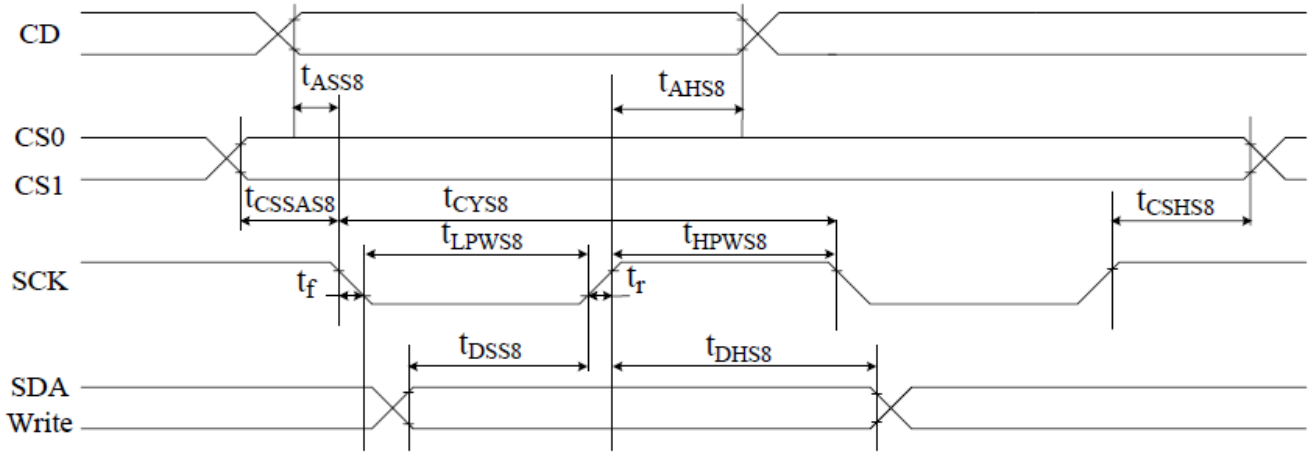 CD
tASS8
tAHS8
CS0
CS1
tCSSAS8
tCYS8
tCSHS8
tLPWS8
tHPWS8
SCK
tf
tr
tDSS8
tDHS8
SDA
Write